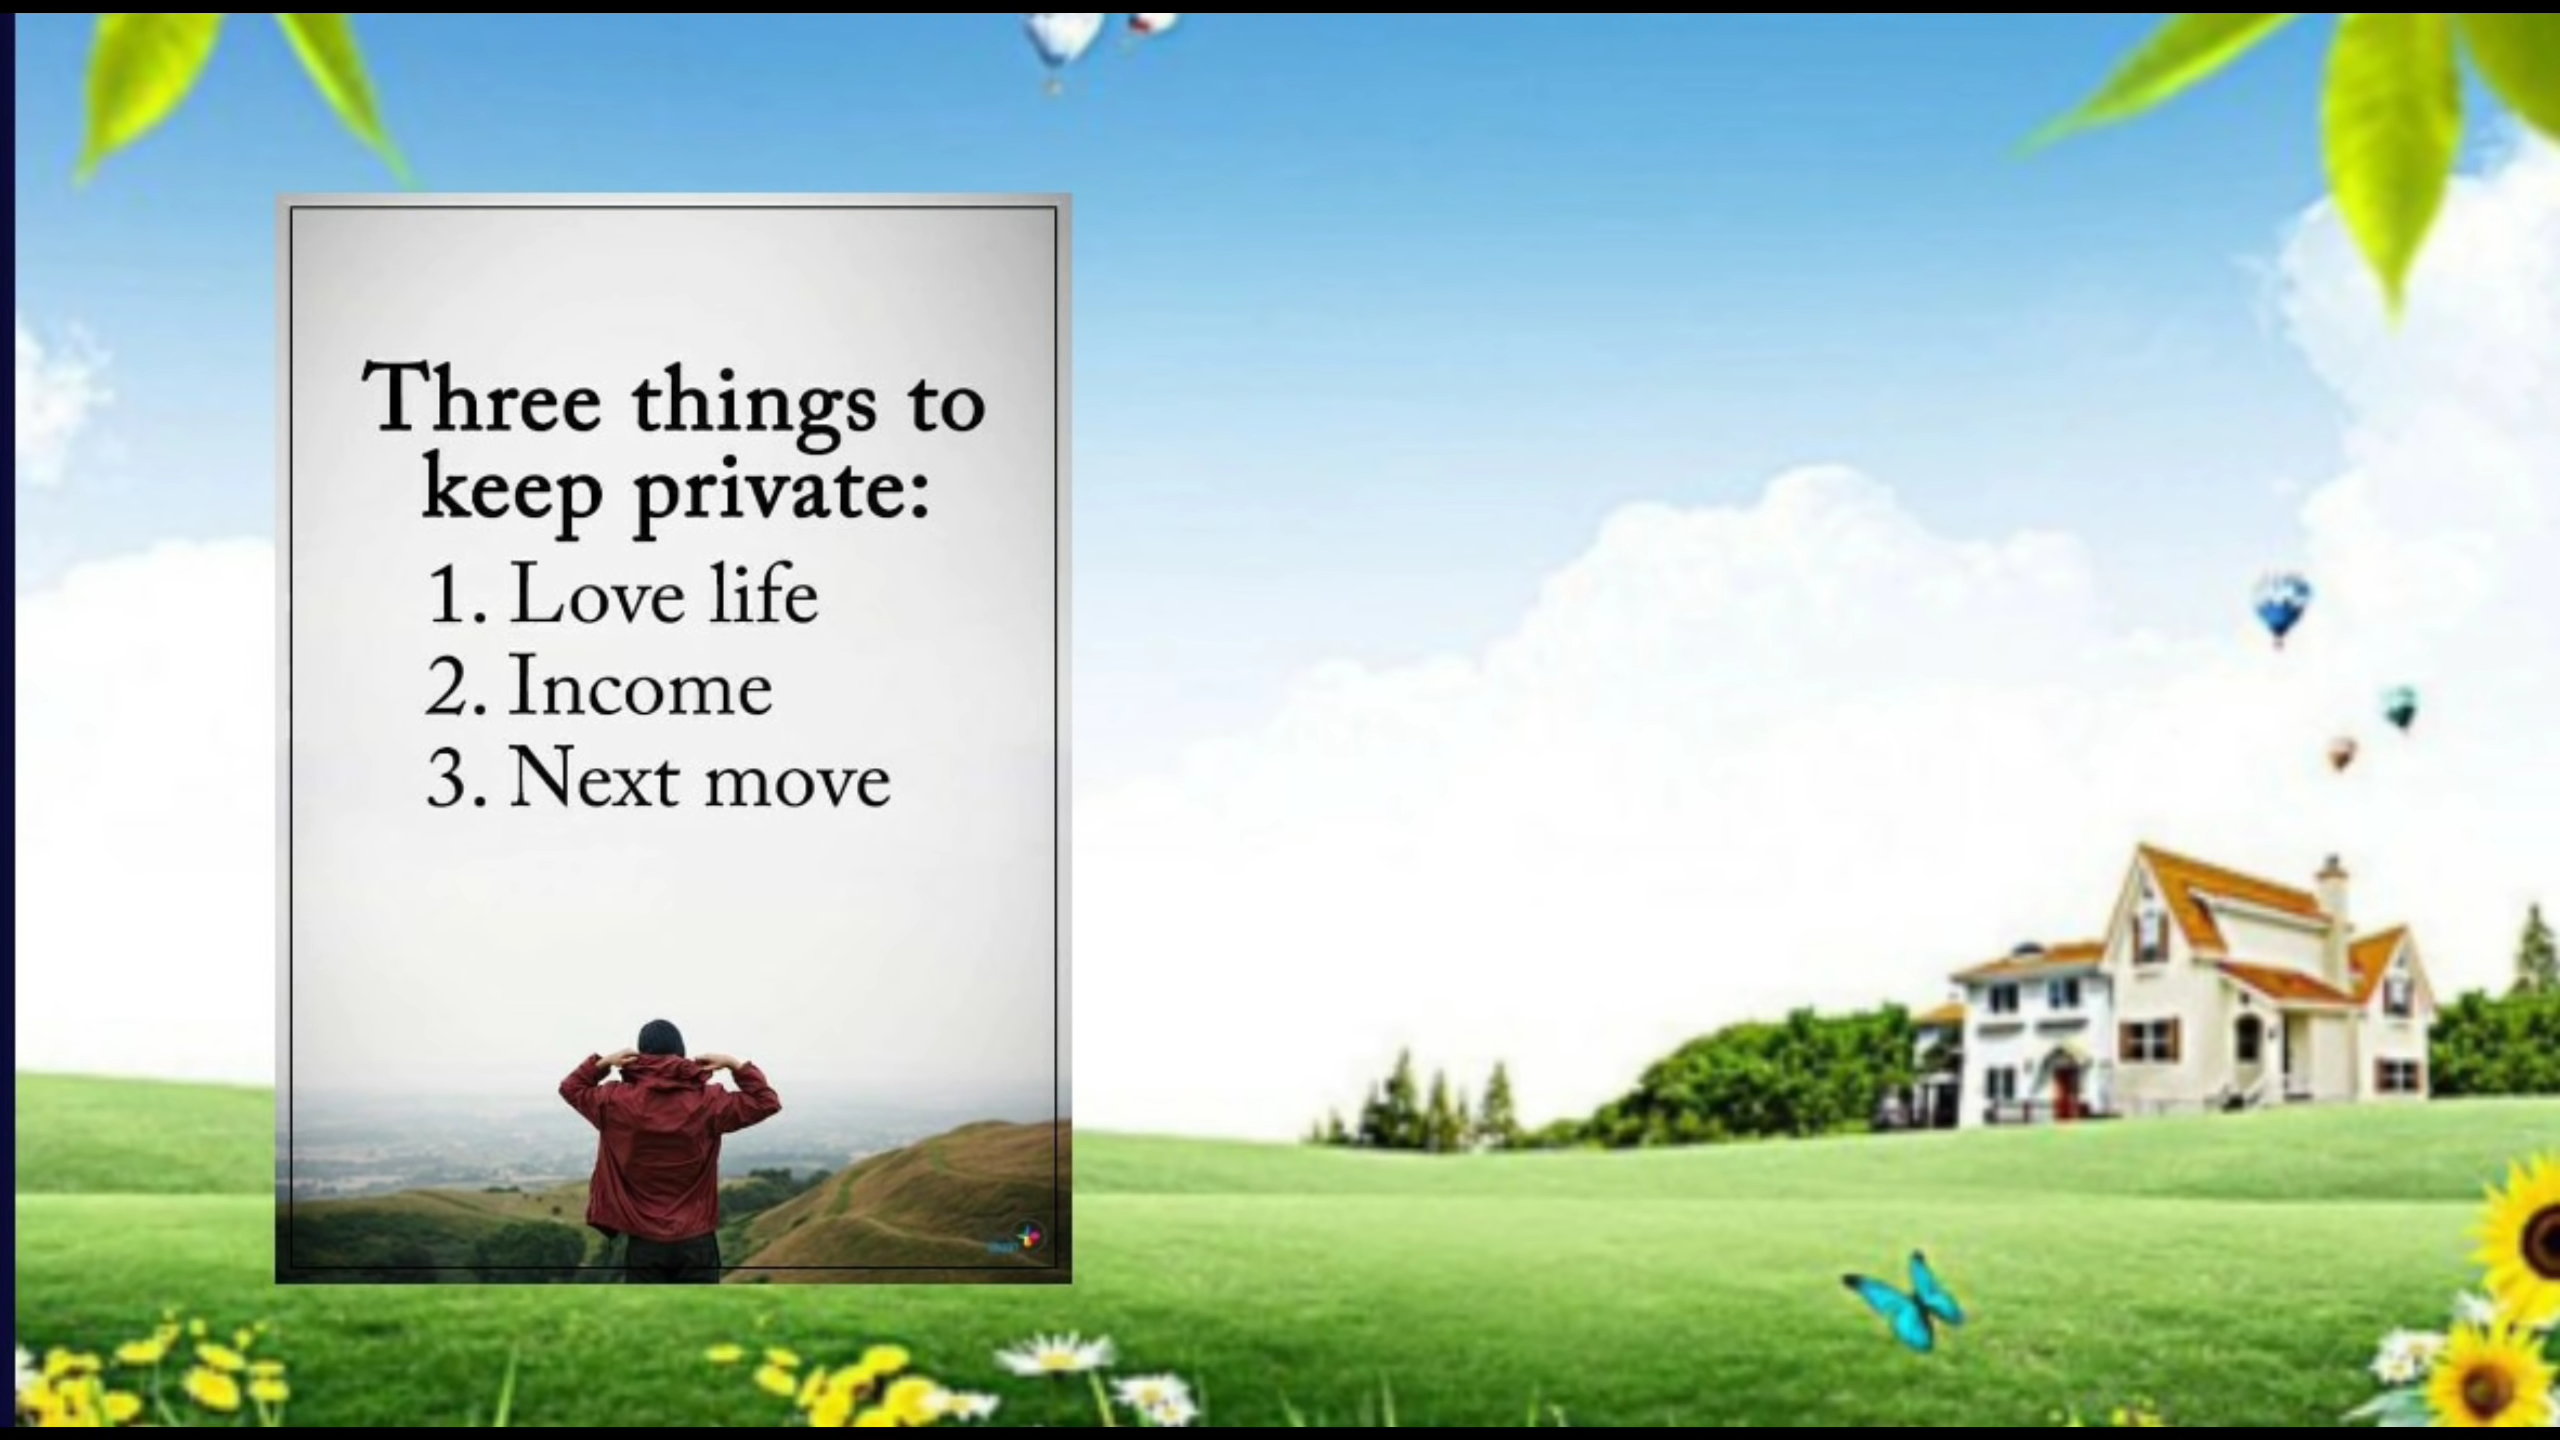 Three things to
keep private:
1. Love life
2. Income
3. Next move